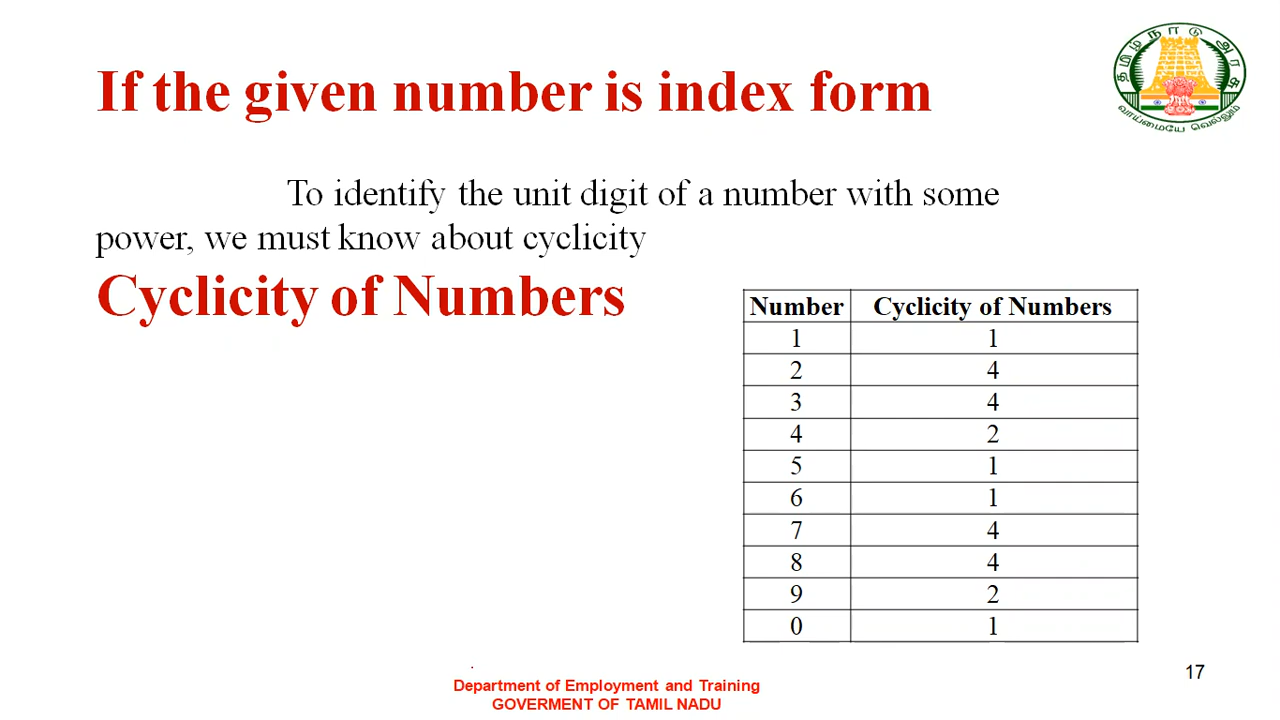 If the given number is index form
தமிழ்நாடு அரசு
வாய்மையே வெல்லும்
To identify the unit digit of a number with some
power, we must know about cyclicity
Cyclicity of Numbers
Number Cyclicity of Numbers
1 1
2 4
3 4
4 2
5 1
6 1
7 4
8 4
9 2
0 1
Department of Employment and Training
GOVERMENT OF TAMIL NADU
17